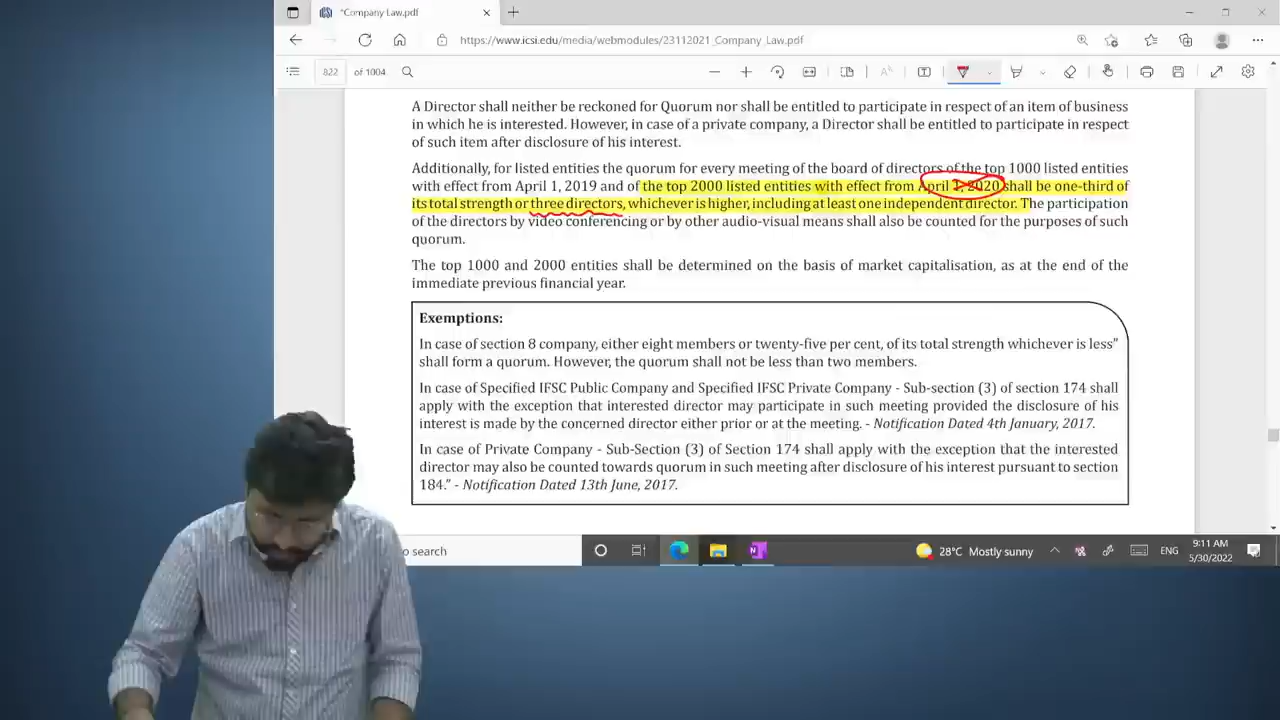 *Company Law.pdf
https://www.icsi.edu/media/webmodules/23112021_Company_Law.pdf
822 of 1004
A Director shall neither be reckoned for Quorum nor shall be entitled to participate in respect of an item of business
in which he is interested. However, in case of a private company, a Director shall be entitled to participate in respect
of such item after disclosure of his interest.
Additionally, for listed entities the quorum for every meeting of the board of directors of the top 1000 listed entities
with effect from April 1, 2019 and of the top 2000 listed entities with effect from April 1, 2020 shall be one-third of
its total strength or three directors, whichever is higher, including at least one independent director. The participation
of the directors by video conferencing or by other audio-visual means shall also be counted for the purposes of such
quorum.
The top 1000 and 2000 entities shall be determined on the basis of market capitalisation, as at the end of the
immediate previous financial year.
Exemptions:
In case of section 8 company, either eight members or twenty-five per cent, of its total strength whichever is less”
shall form a quorum. However, the quorum shall not be less than two members.
In case of Specified IFSC Public Company and Specified IFSC Private Company - Sub-section (3) of section 174 shall
apply with the exception that interested director may participate in such meeting provided the disclosure of his
interest is made by the concerned director either prior or at the meeting. - Notification Dated 4th January, 2017.
In case of Private Company - Sub-Section (3) of Section 174 shall apply with the exception that the interested
director may also be counted towards quorum in such meeting after disclosure of his interest pursuant to section
184.” - Notification Dated 13th June, 2017.
to search
28°C Mostly sunny
ENG
9:11 AM
5/30/2022